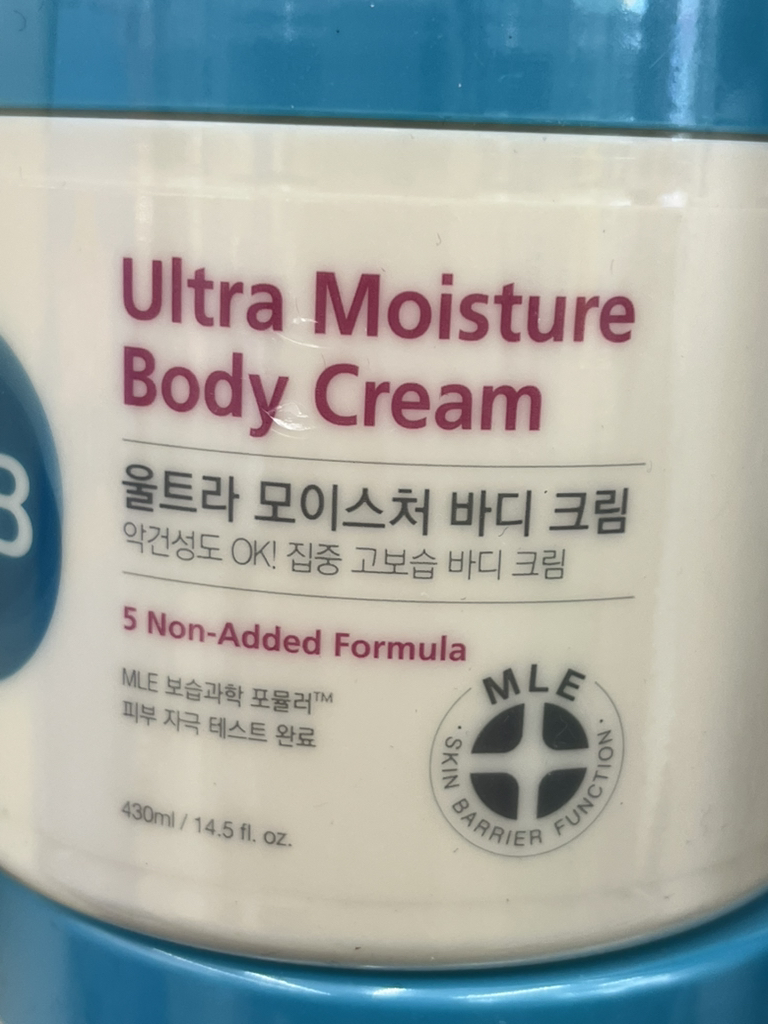 Ultra Moisture
Body Cream
울트라 모이스처 바디 크림
악건성도 OK! 집중 고보습 바디 크림
5 Non-Added Formula
MLE 보습과학 포뮬러™
피부 자극 테스트 완료
MLE
· SKIN BARRIER FUNCTION ·
430ml / 14.5 fl. oz.